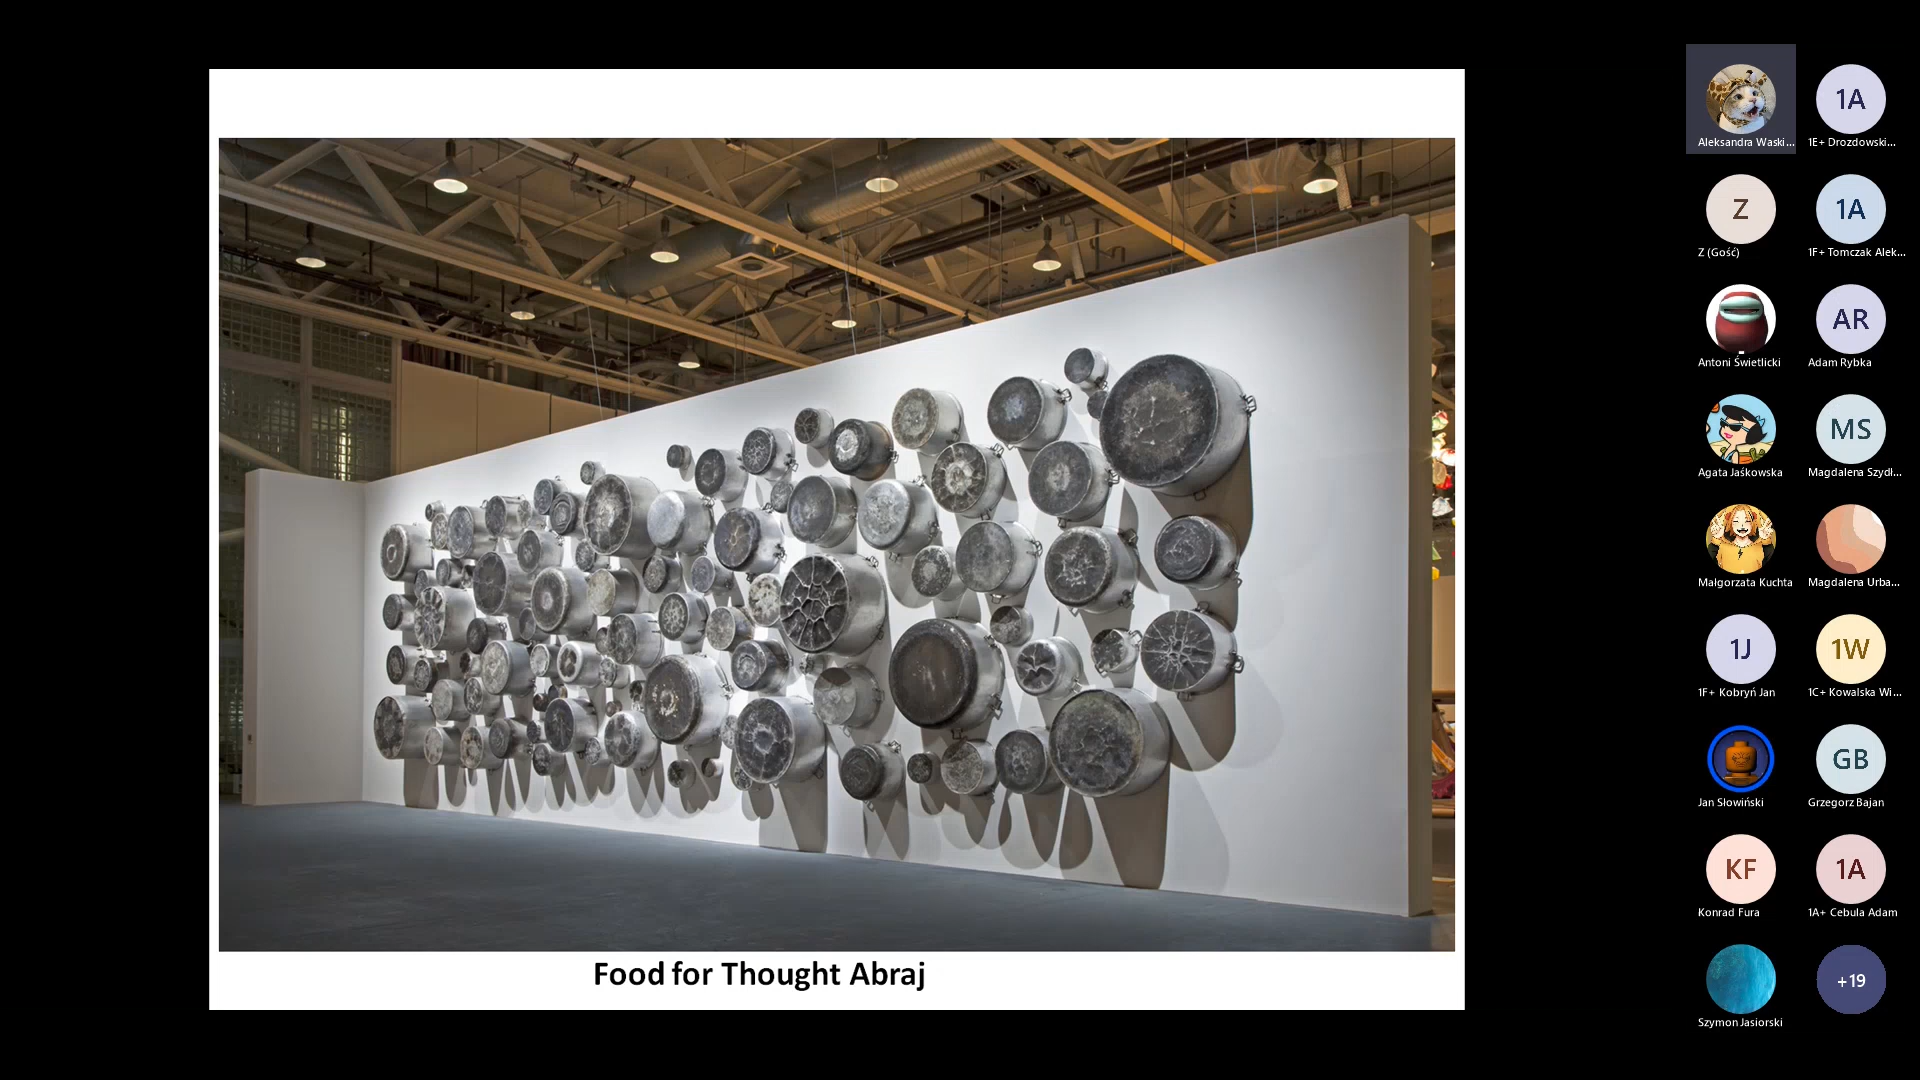 Food for Thought Abraj
Aleksandra Waski...
1A
1E+ Drozdowski...
Z
Z (Gość)
1A
1F+ Tomczak Alek...
Antoni Świetlicki
AR
Adam Rybka
Agata Jaśkowska
MS
Magdalena Szydł...
Małgorzata Kuchta
Magdalena Urba...
1J
1F+ Kobryń Jan
1W
1C+ Kowalska Wi...
Jan Słowiński
GB
Grzegorz Bajan
KF
Konrad Fura
1A
1A+ Cebula Adam
Szymon Jasiorski
+19